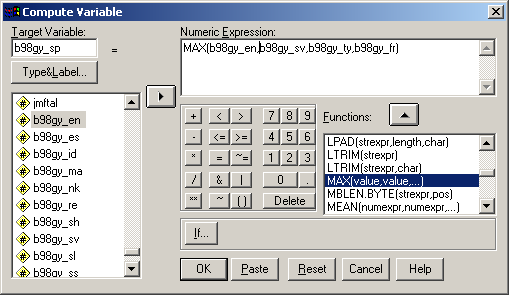 Compute Variable
Target Variable:
b98gy_sp
=
Numeric Expression:
MAX(b98gy_en,b98gy_sv,b98gy_ty,b98gy_fr)
Type&Label...
jmftal
b98gy_en
b98gy_es
b98gy_id
b98gy_ma
b98gy_nk
b98gy_re
b98gy_sh
b98gy_sv
b98gy_sl
b98gy_ss
+ < > 7 8 9
- <= >= 4 5 6
* = ~= 1 2 3
/ & | 0 .
** ~ ( ) Delete
Functions:
LPAD(strexpr,length,char)
LTRIM(strexpr)
LTRIM(strexpr,char)
MAX(value,value,...)
MBLEN.BYTE(strexpr,pos)
MEAN(numexpr,numexpr,...)
If...
OK Paste Reset Cancel Help